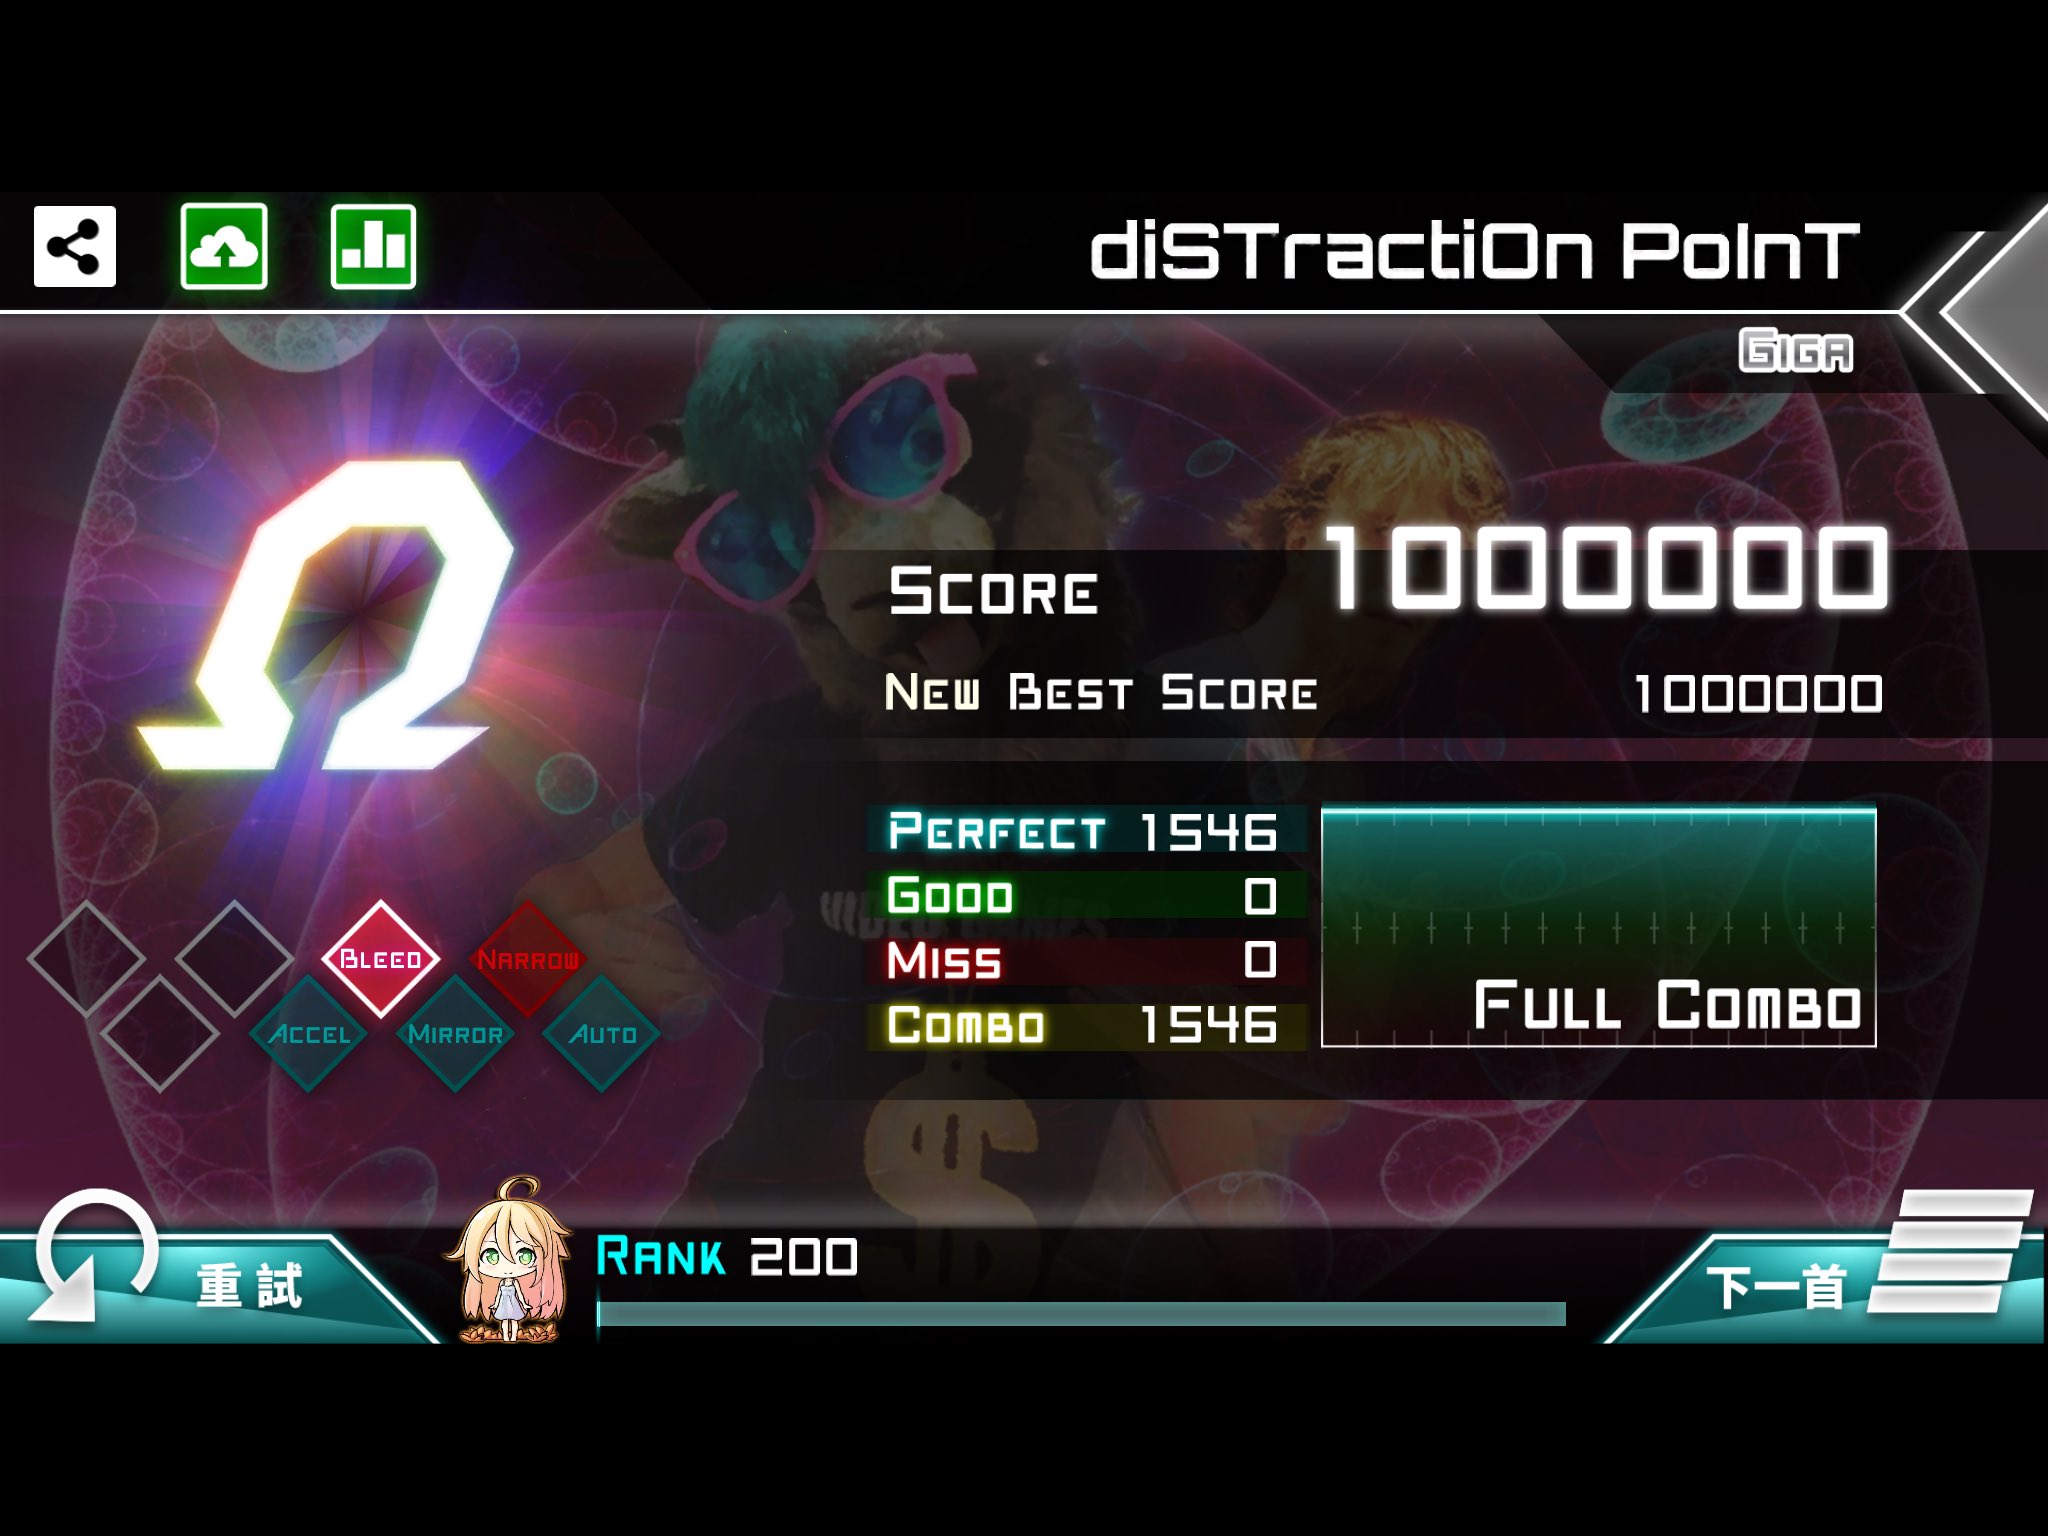 diSTractiOn PoInT
GIGA
Ω
SCORE 1000000
NEW BEST SCORE 1000000
PERFECT 1546
GOOD 0
MISS 0
COMBO 1546
FULL COMBO
BLEED NARROW
ACCEL MIRROR AUTO
重試
RANK 200
下一首